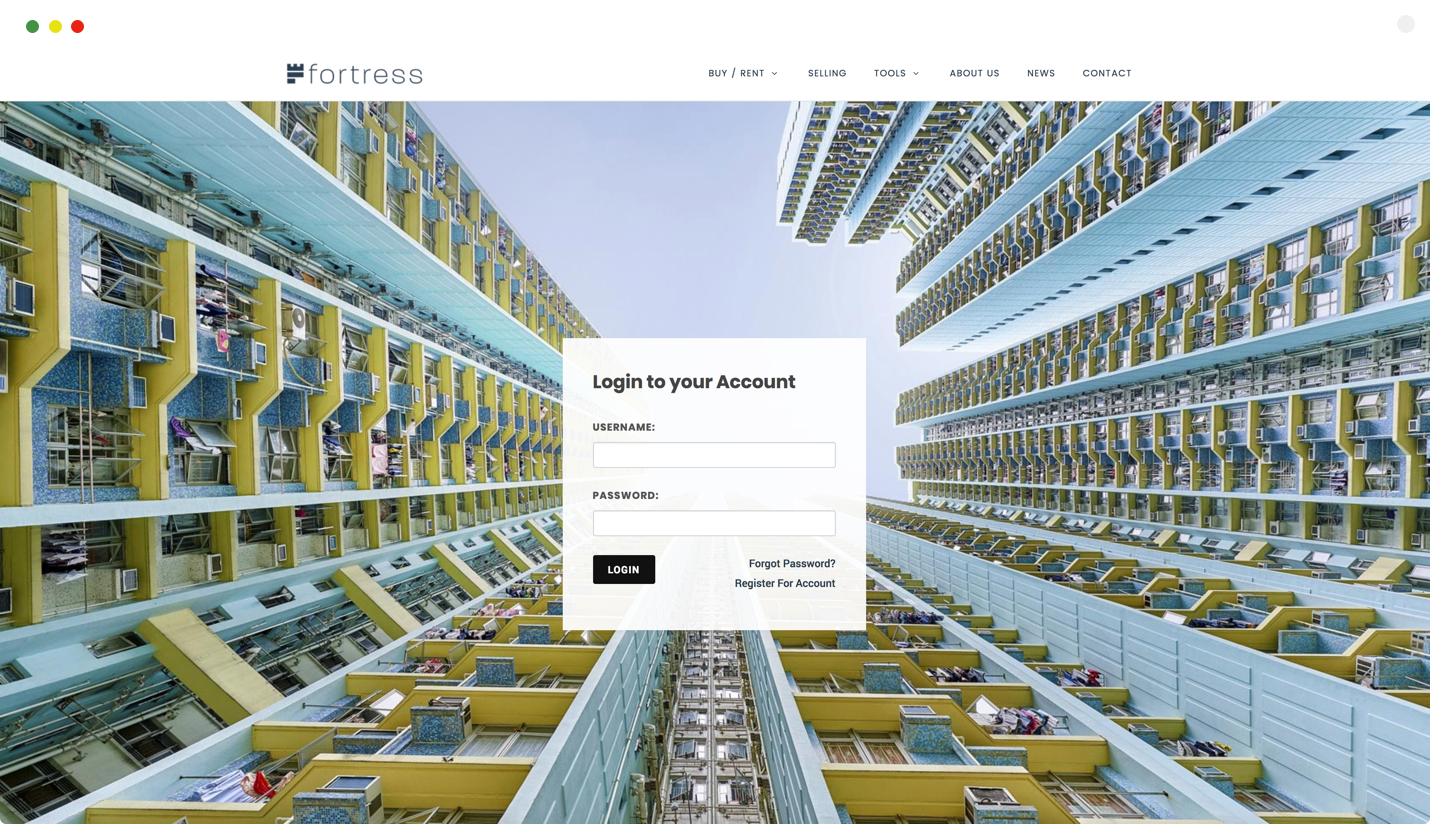 fortress
BUY / RENT SELLING TOOLS ABOUT US NEWS CONTACT
Login to your Account
USERNAME:
PASSWORD:
LOGIN
Forgot Password?
Register For Account